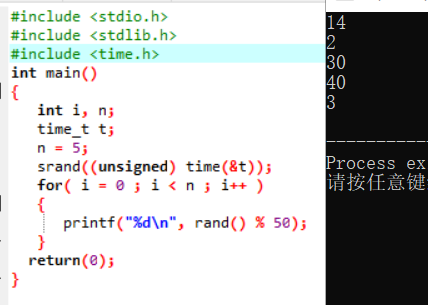 #include <stdio.h>
#include <stdlib.h>
#include <time.h>
int main()
{
int i, n;
time_t t;
n = 5;
srand((unsigned) time(&t));
for( i = 0 ; i < n ; i++ )
{
printf("%d\n", rand() % 50);
}
return(0);
}
14
2
30
40
3
--------------
Process ex
请按任意键